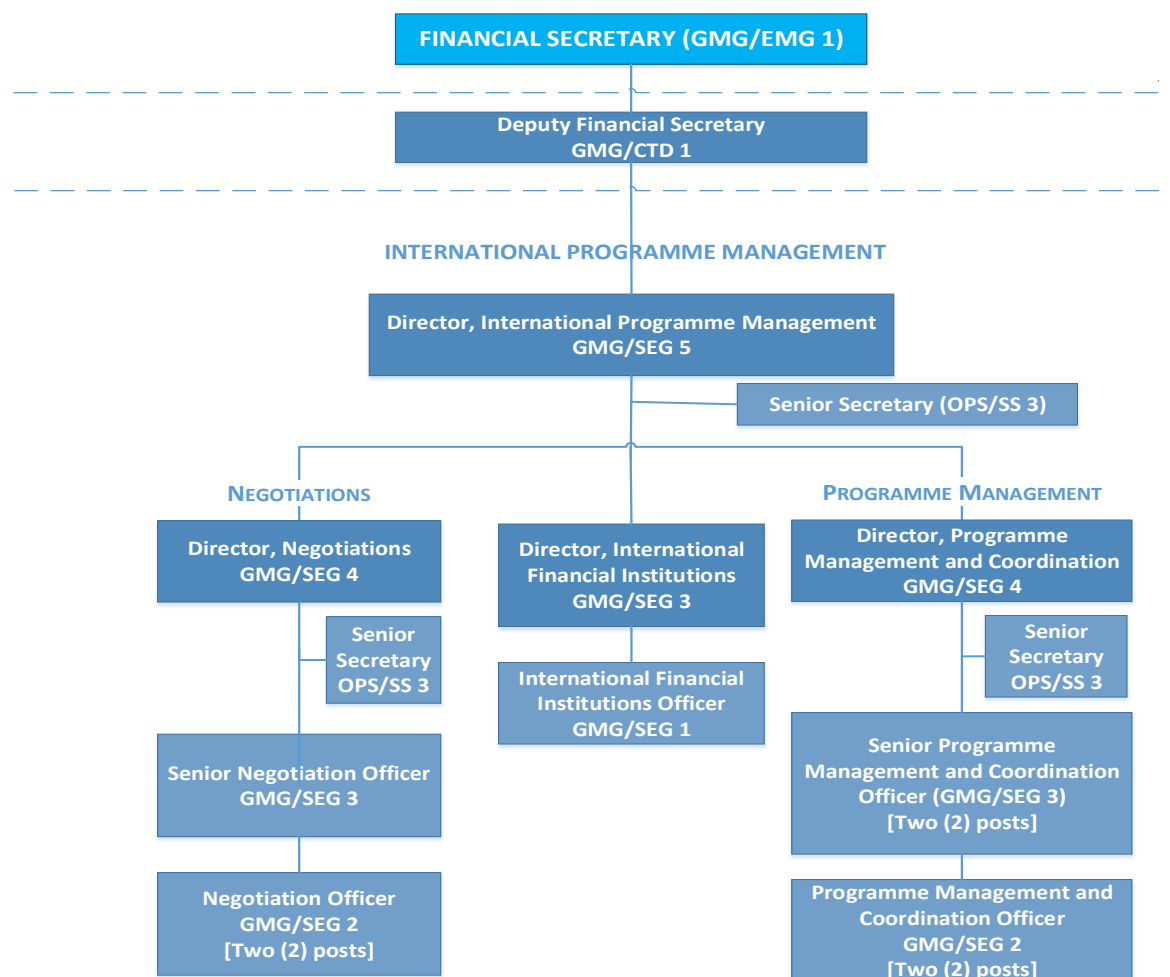 FINANCIAL SECRETARY (GMG/EMG 1)
Deputy Financial Secretary
GMG/CTD 1
INTERNATIONAL PROGRAMME MANAGEMENT
Director, International Programme Management
GMG/SEG 5
Senior Secretary (OPS/SS 3)
NEGOTIATIONS
Director, Negotiations
GMG/SEG 4
Senior
Secretary
OPS/SS 3
Senior Negotiation Officer
GMG/SEG 3
Negotiation Officer
GMG/SEG 2
[Two (2) posts]
Director, International
Financial Institutions
GMG/SEG 3
International Financial
Institutions Officer
GMG/SEG 1
PROGRAMME MANAGEMENT
Director, Programme
Management and Coordination
GMG/SEG 4
Senior
Secretary
OPS/SS 3
Senior Programme
Management and Coordination
Officer (GMG/SEG 3)
[Two (2) posts]
Programme Management and
Coordination Officer
GMG/SEG 2
[Two (2) posts]